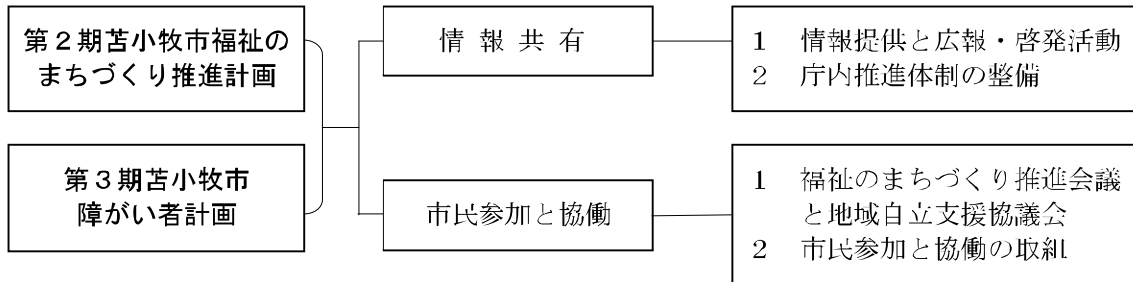 第２期苫小牧市福祉の
まちづくり推進計画
第３期苫小牧市
障がい者計画
情 報 共 有
市民参加と協働
1　情報提供と広報・啓発活動
2　庁内推進体制の整備
1　福祉のまちづくり推進会議
と地域自立支援協議会
2　市民参加と協働の取組